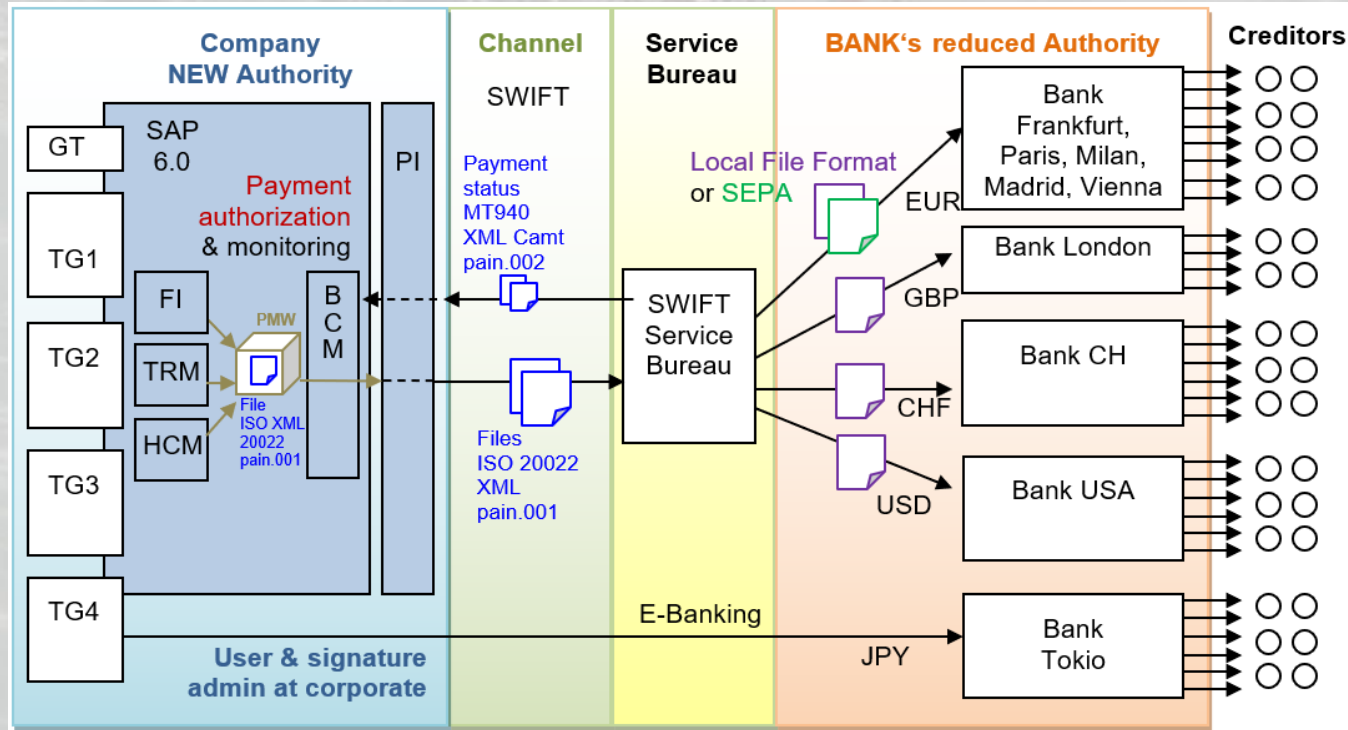 Company
NEW Authority
Channel
Service
Bureau
BANK‘s reduced Authority
Creditors
GT
TG1
TG2
TG3
TG4
SAP
6.0
Payment
authorization
& monitoring
FI
TRM
HCM
PMW
File
ISO XML
20022
pain.001
B
C
M
PI
User & signature
admin at corporate
SWIFT
Payment
status
MT940
XML Camt
pain.002
Files
ISO 20022
XML
pain.001
SWIFT
Service
Bureau
E-Banking
Local File Format
or SEPA
EUR
GBP
CHF
USD
JPY
Bank
Frankfurt,
Paris, Milan,
Madrid, Vienna
Bank London
Bank CH
Bank USA
Bank
Tokio